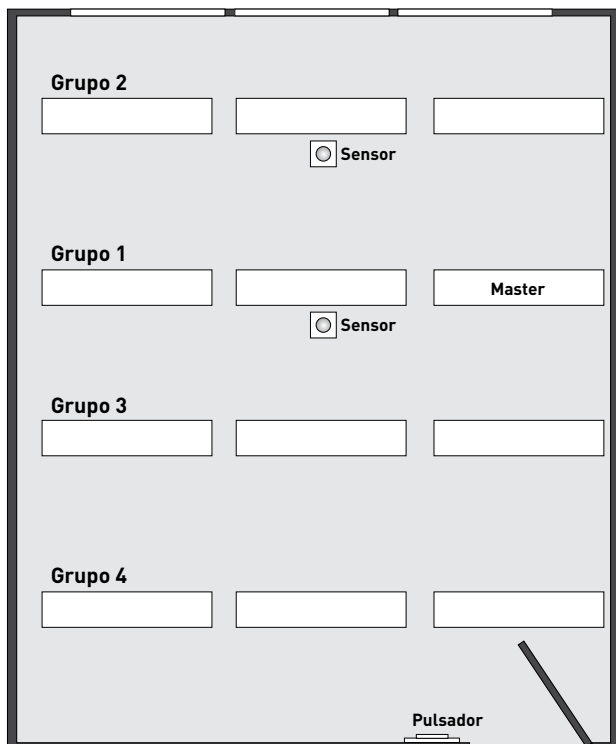 Grupo 2
Sensor
Grupo 1
Master
Sensor
Grupo 3
Grupo 4
Pulsador